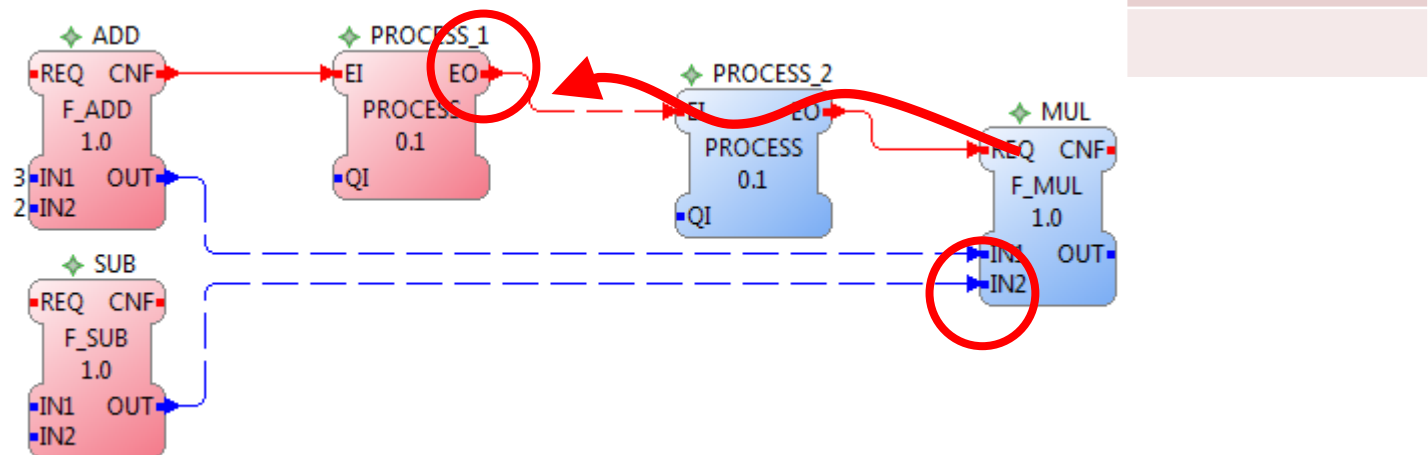 ADD
REQ CNF
F_ADD
1.0
3 IN1 OUT
2 IN2
PROCESS_1
EI EO
PROCESS
0.1
QI
PROCESS_2
EI EO
PROCESS
0.1
QI
MUL
REQ CNF
F_MUL
1.0
IN1 OUT
IN2
SUB
REQ CNF
F_SUB
1.0
IN1 OUT
IN2